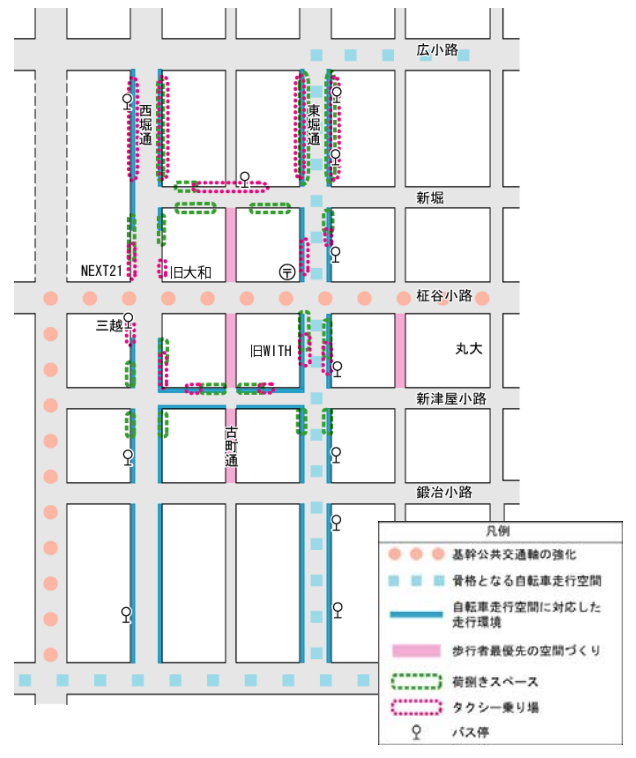 広小路
西堀通
東堀通
新堀
NEXT21
旧大和
〒
柾谷小路
三越
旧WITH
丸大
新津屋小路
古町通
鍛冶小路
凡例
基幹公共交通軸の強化
骨格となる自転車走行空間
自転車走行空間に対応した
走行環境
歩行者最優先の空間づくり
荷捌きスペース
タクシー乗り場
バス停